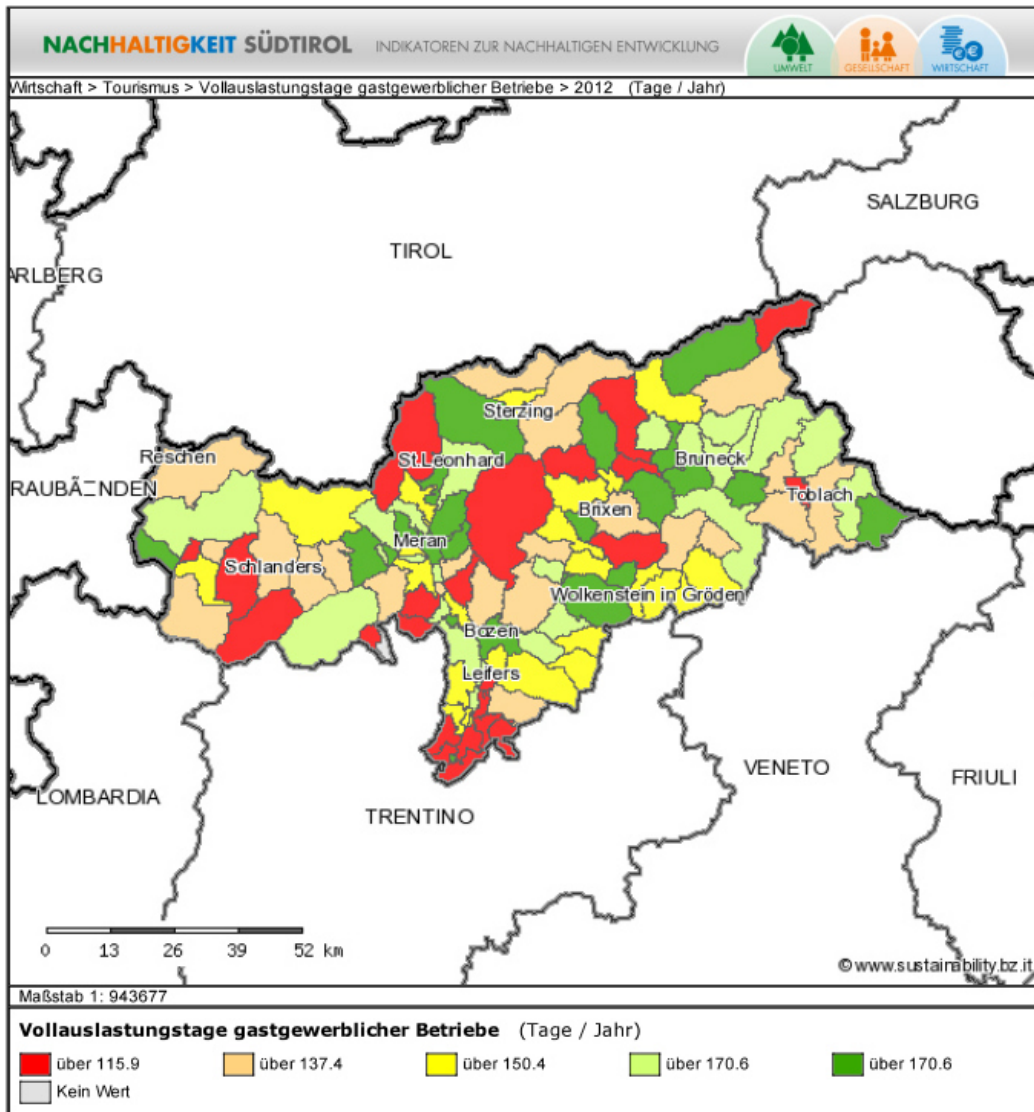 NACHHALTIGKEIT SÜDTIROL INDIKATOREN ZUR NACHHALTIGEN ENTWICKLUNG
UMWELT GESELLSCHAFT WIRTSCHAFT
Wirtschaft > Tourismus > Vollauslastungstage gastgewerblicher Betriebe > 2012 (Tage / Jahr)
SALZBURG
TIROL
ARLBERG
Sterzing
Reschen
St.Leonhard
Bruneck
RAUBÃ̈NDEN
Toblach
Brixen
Meran
Schlanders
Wolkenstein in Gröden
Bozen
Leifers
VENETO
FRIULI
LOMBARDIA
TRENTINO
0 13 26 39 52 km
©www.sustainability.bz.it
Maßstab 1: 943677
Vollauslastungstage gastgewerblicher Betriebe (Tage / Jahr)
über 115.9 über 137.4 über 150.4 über 170.6 über 170.6
Kein Wert